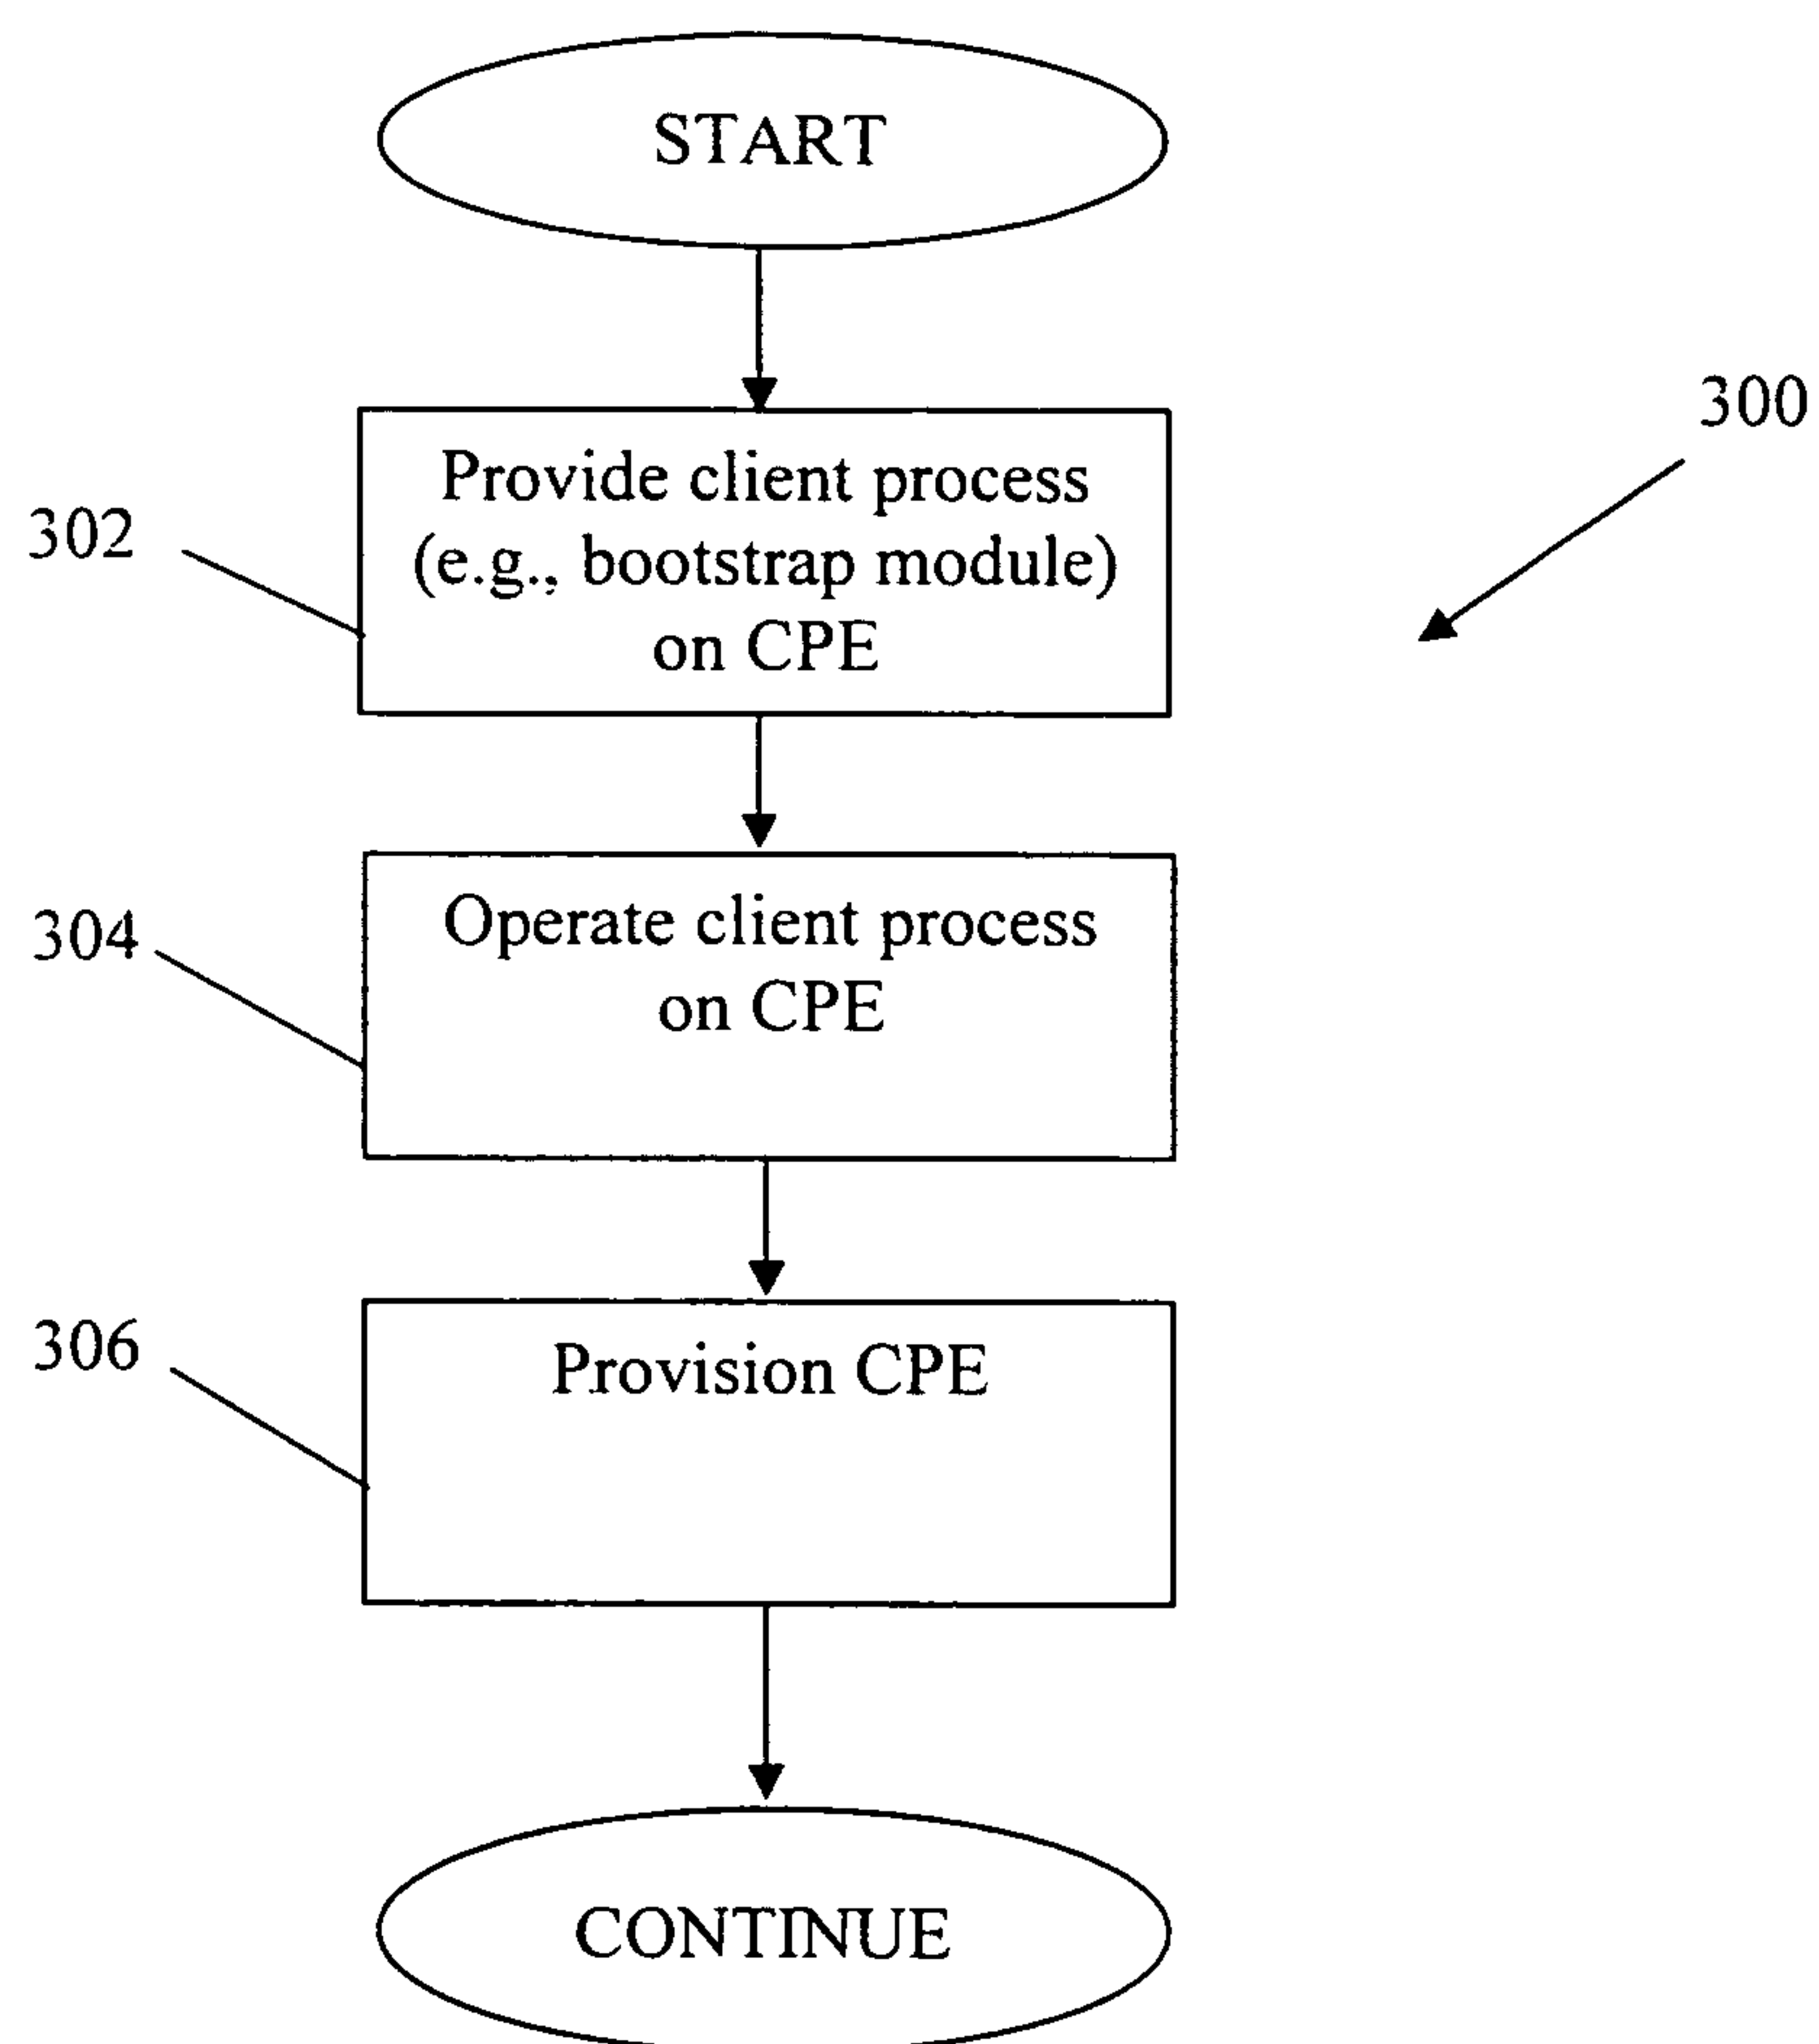 START
300
Provide client process
(e.g., bootstrap module)
on CPE
302
Operate client process
on CPE
304
Provision CPE
306
CONTINUE